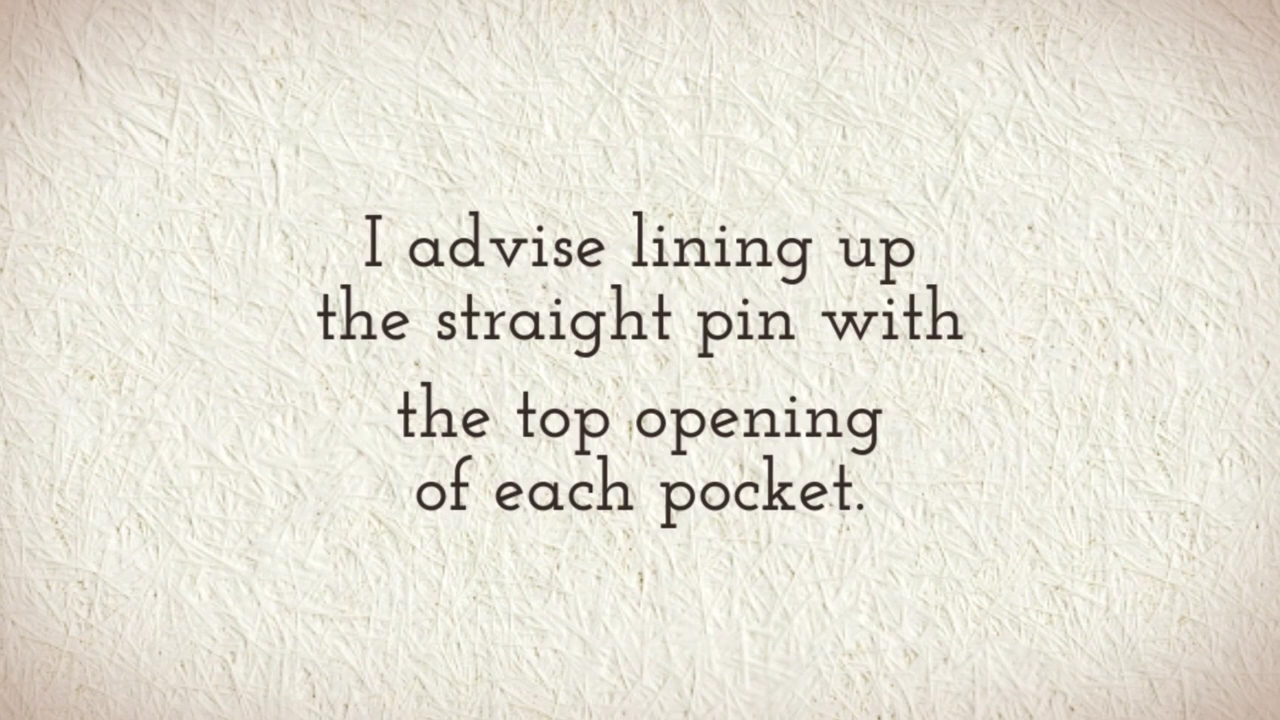 I advise lining up
the straight pin with
the top opening
of each pocket.